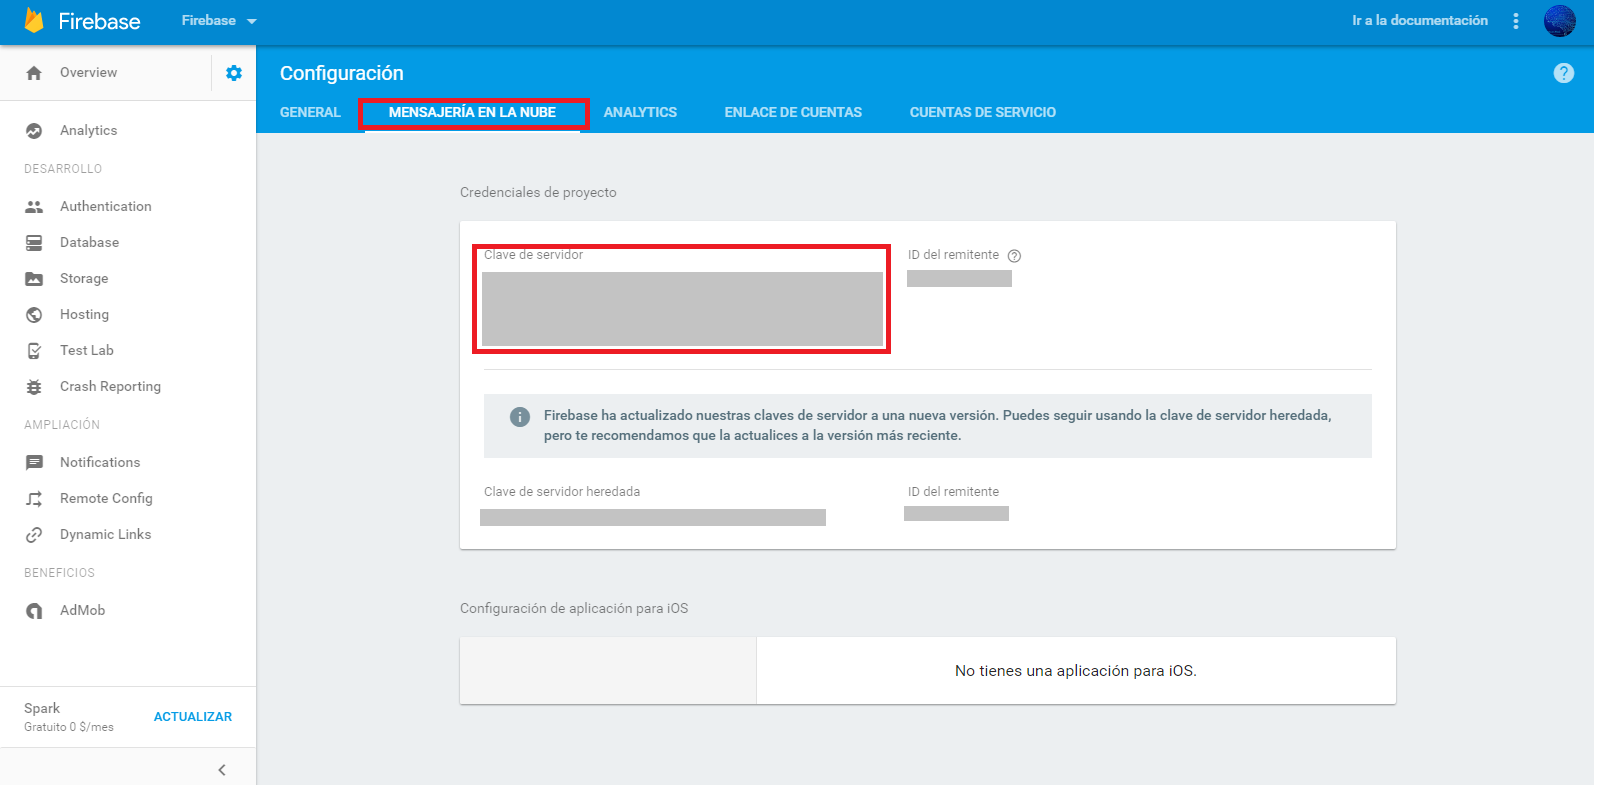 Firebase
Firebase
Ir a la documentación
Overview
Configuración
GENERAL
MENSAJERÍA EN LA NUBE
ANALYTICS
ENLACE DE CUENTAS
CUENTAS DE SERVICIO
Analytics
DESARROLLO
Authentication
Database
Storage
Hosting
Test Lab
Crash Reporting
AMPLIACIÓN
Notifications
Remote Config
Dynamic Links
BENEFICIOS
AdMob
Spark
Gratuito 0 $/mes
ACTUALIZAR
Credenciales de proyecto
Clave de servidor
ID del remitente
Firebase ha actualizado nuestras claves de servidor a una nueva versión. Puedes seguir usando la clave de servidor heredada,
pero te recomendamos que la actualices a la versión más reciente.
Clave de servidor heredada
ID del remitente
Configuración de aplicación para iOS
No tienes una aplicación para iOS.